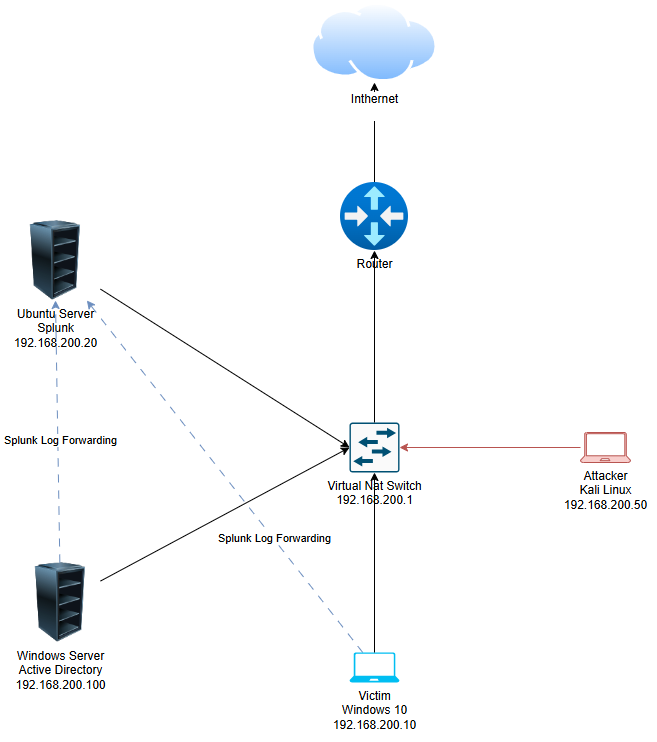 Inthernet
Router
Ubuntu Server
Splunk
192.168.200.20
Splunk Log Forwarding
Virtual Nat Switch
192.168.200.1
Attacker
Kali Linux
192.168.200.50
Splunk Log Forwarding
Windows Server
Active Directory
192.168.200.100
Victim
Windows 10
192.168.200.10